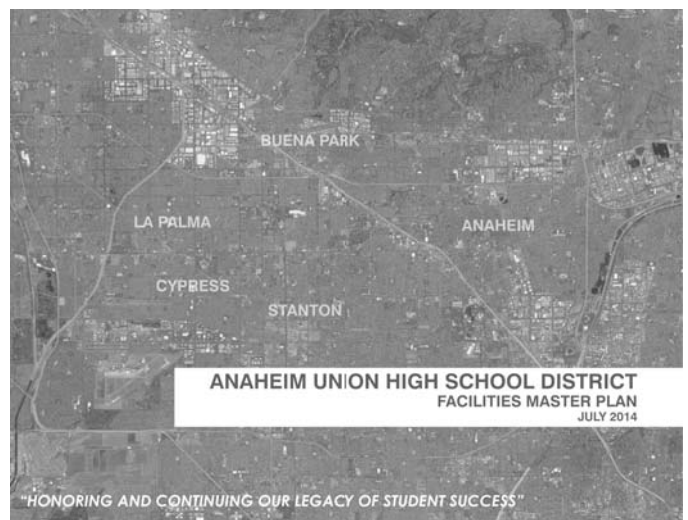 BUENA PARK
LA PALMA
ANAHEIM
CYPRESS
STANTON
ANAHEIM UNION HIGH SCHOOL DISTRICT
FACILITIES MASTER PLAN
JULY 2014
“HONORING AND CONTINUING OUR LEGACY OF STUDENT SUCCESS”